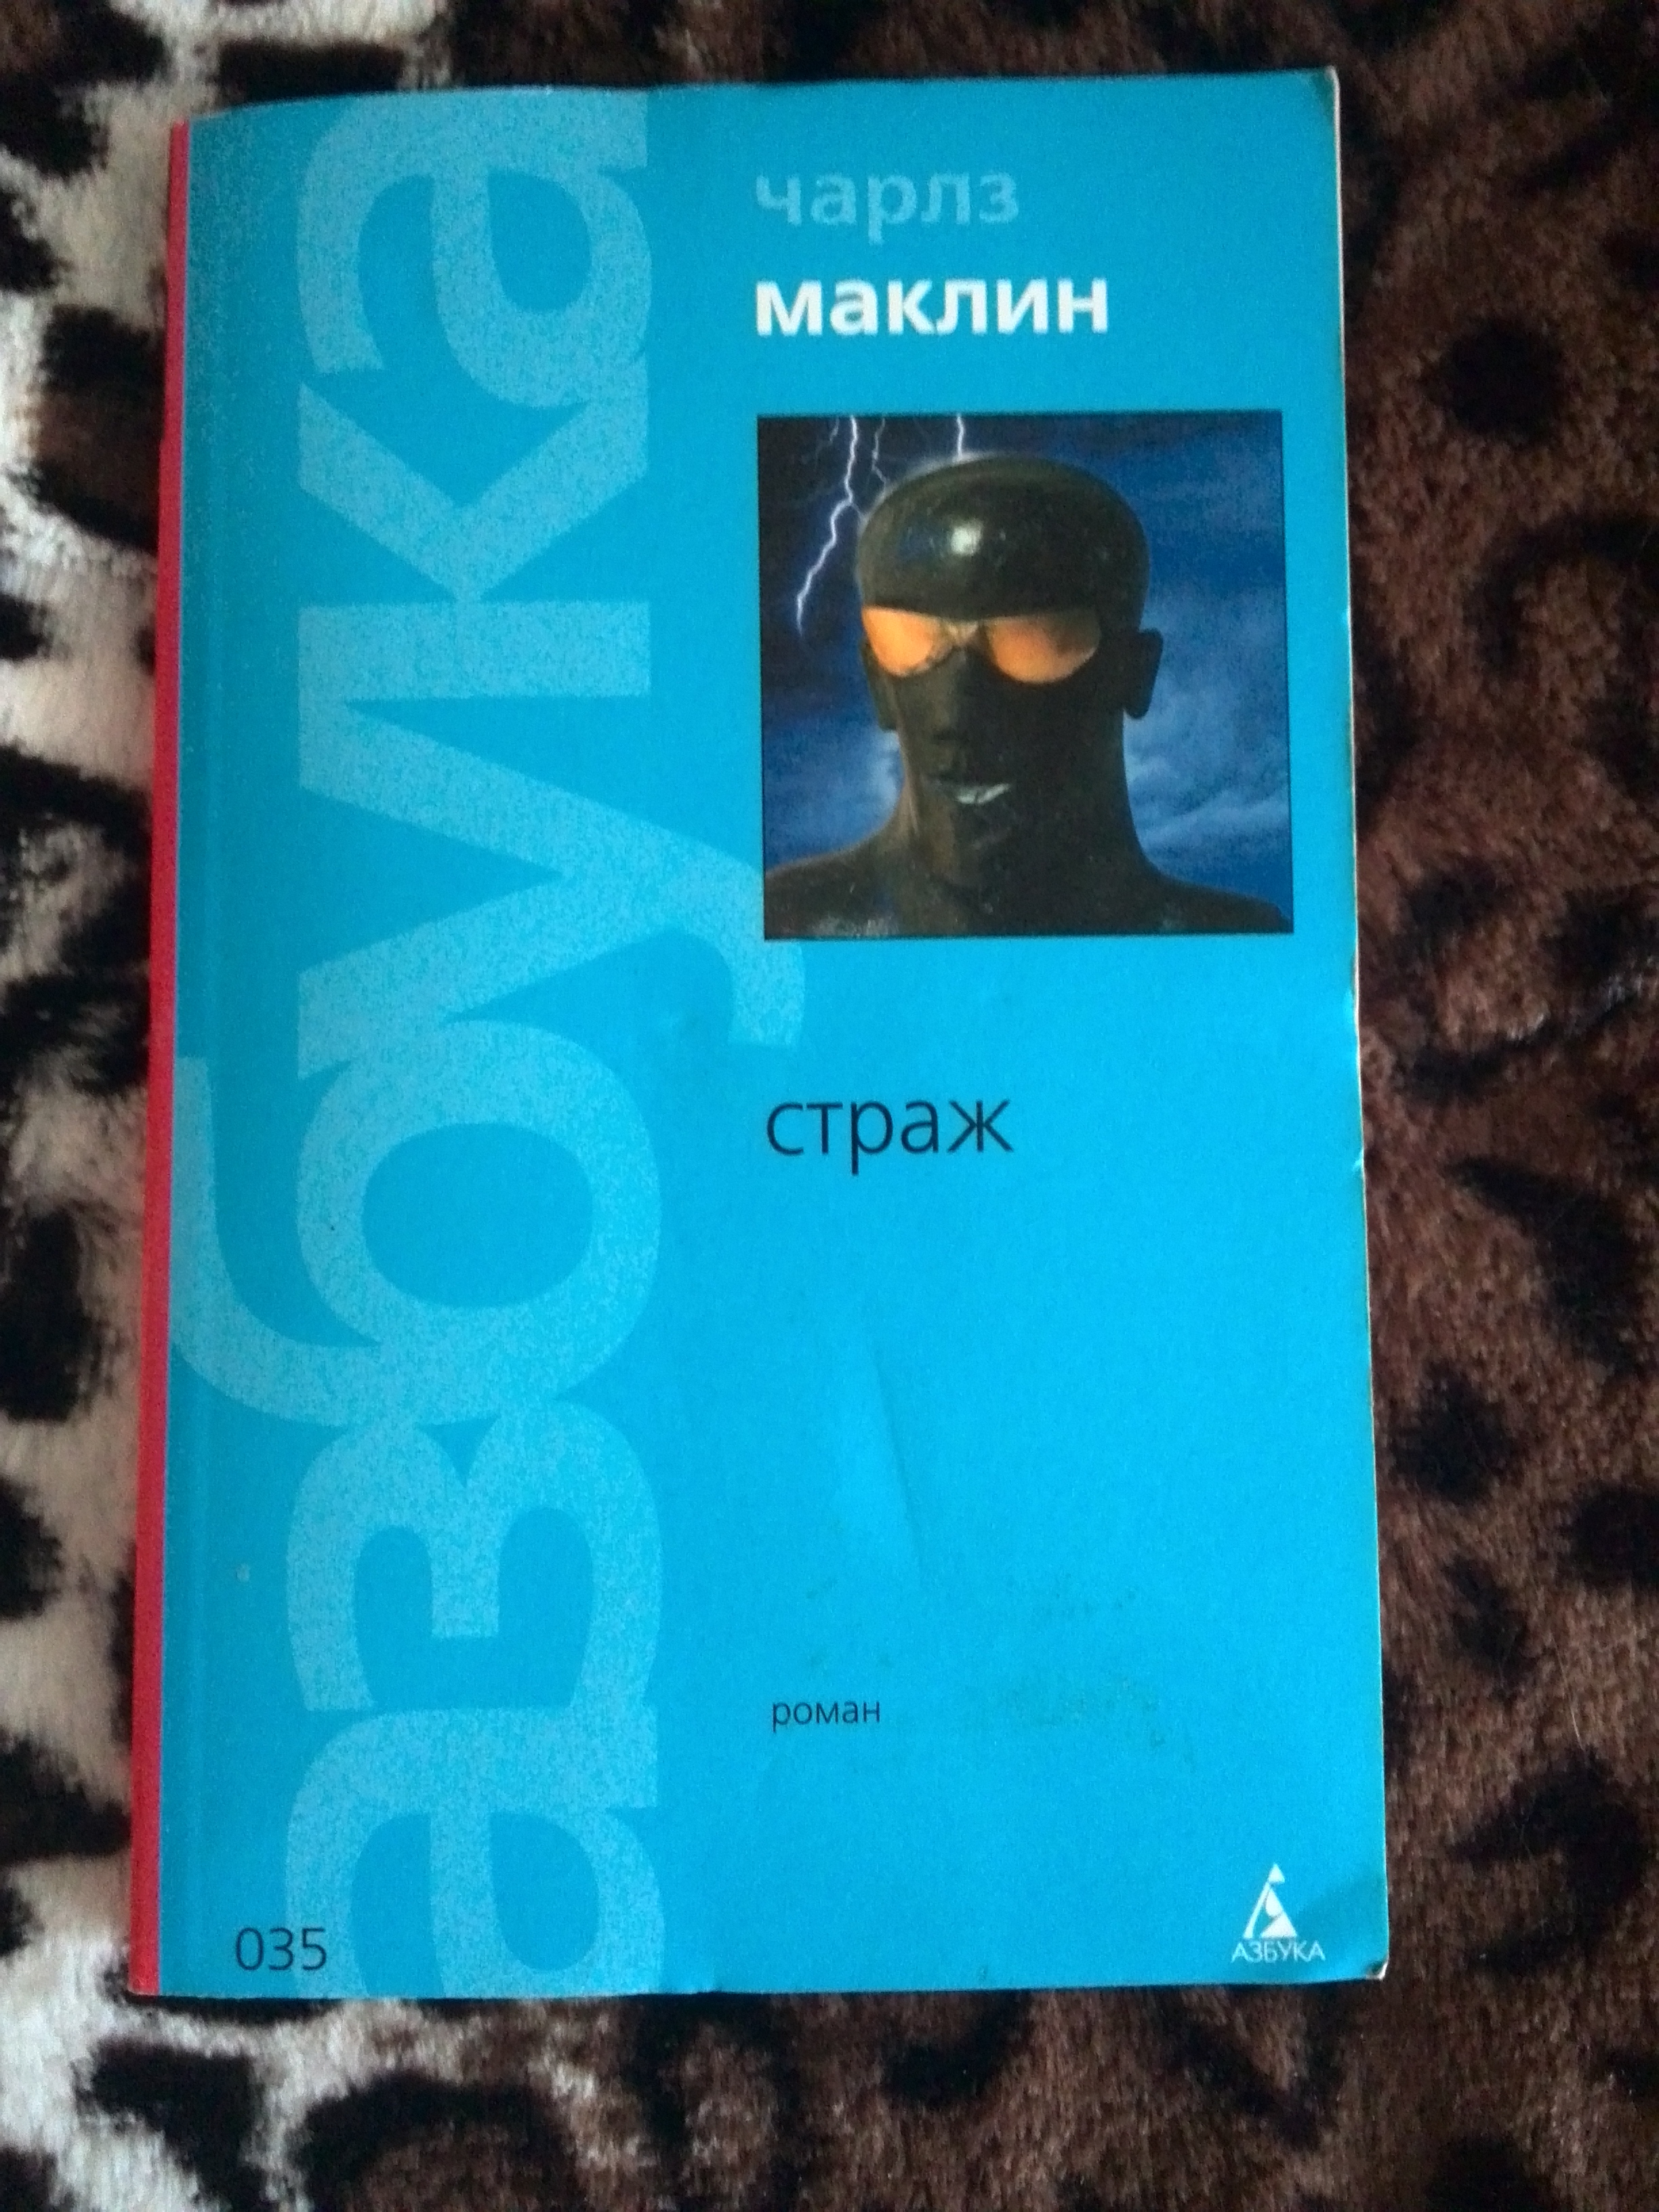 азбука
чарлз
маклин
страж
роман
035
АЗБУКА